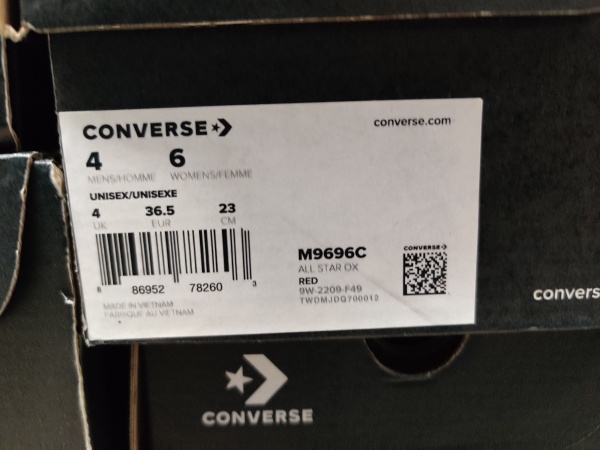 CONVERSE
converse.com
4 6
MENS/HOMME WOMENS/FEMME
UNISEX/UNISEXE
4 36.5 23
UK EUR CM
8 86952 78260 3
MADE IN VIETNAM
FABRIQUE AU VIETNAM
M9696C
ALL STAR OX
RED
9W-2209-F49
TWDMJDQ700012
CONVERSE
convers
CONVERSE